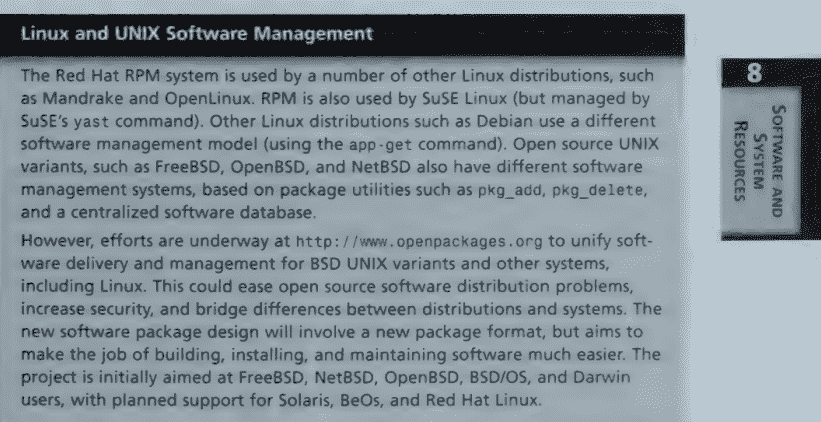 Linux and UNIX Software Management
The Red Hat RPM system is used by a number of other Linux distributions, such
as Mandrake and OpenLinux. RPM is also used by SuSE Linux (but managed by
SuSE's yast command). Other Linux distributions such as Debian use a different
software management model (using the app-get command). Open source UNIX
variants, such as FreeBSD, OpenBSD, and NetBSD also have different software
management systems, based on package utilities such as pkg_add, pkg_delete,
and a centralized software database.
However, efforts are underway at http://www.openpackages.org to unify soft-
ware delivery and management for BSD UNIX variants and other systems,
including Linux. This could ease open source software distribution problems,
increase security, and bridge differences between distributions and systems. The
new software package design will involve a new package format, but aims to
make the job of building, installing, and maintaining software much easier. The
project is initially aimed at FreeBSD, NetBSD, OpenBSD, BSD/OS, and Darwin
users, with planned support for Solaris, BeOs, and Red Hat Linux.
8
SOFTWARE AND
SYSTEM
RESOURCES